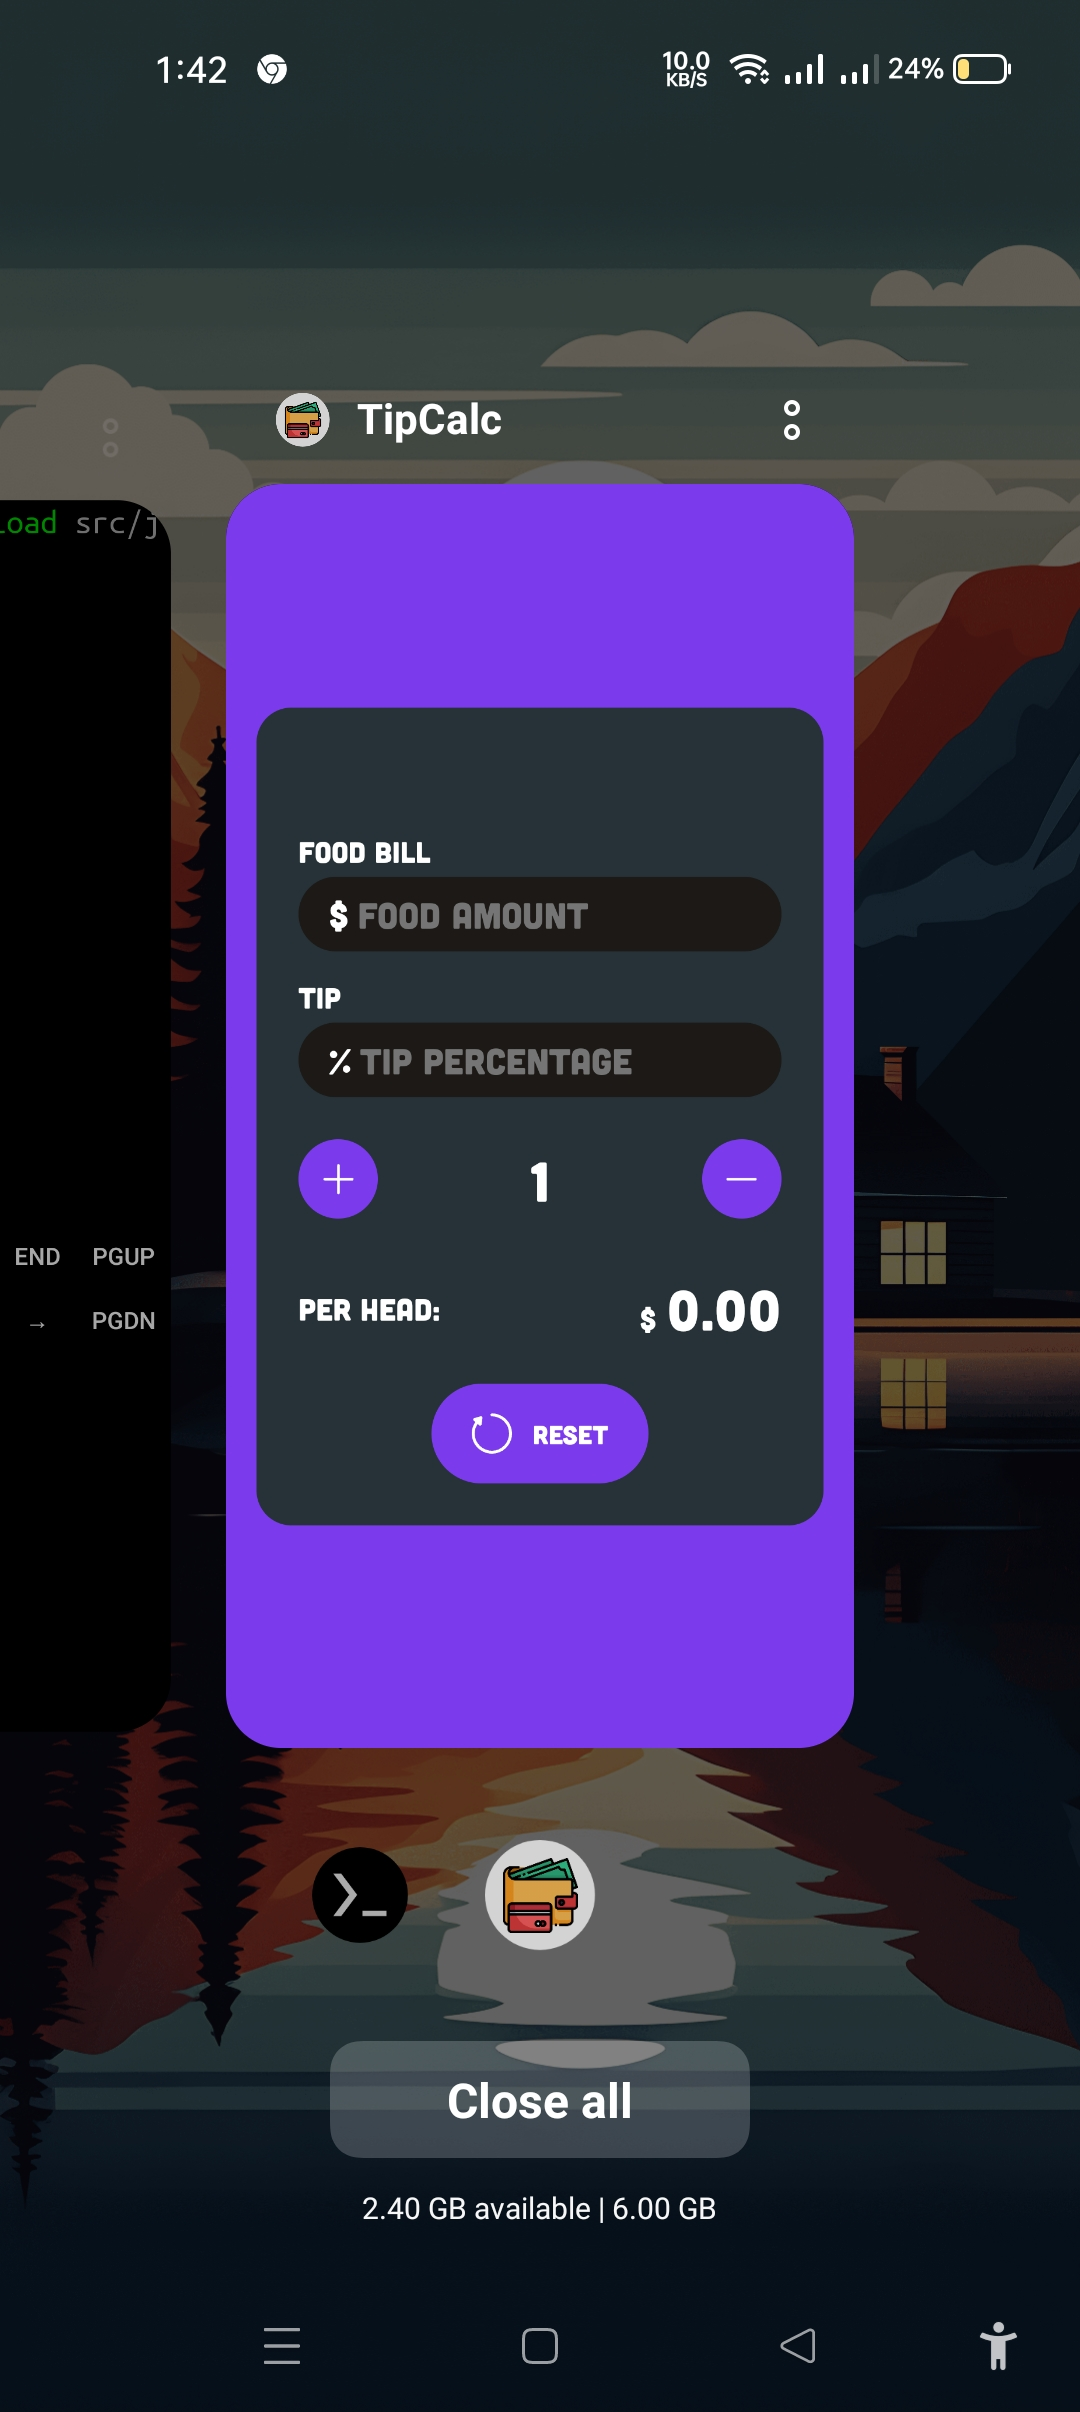 1:42
10.0
KB/S
24%
TipCalc
load src/j
FOOD BILL
$ FOOD AMOUNT
TIP
% TIP PERCENTAGE
END PGUP
+ 1 −
→ PGDN
PER HEAD: $ 0.00
RESET
Close all
2.40 GB available | 6.00 GB